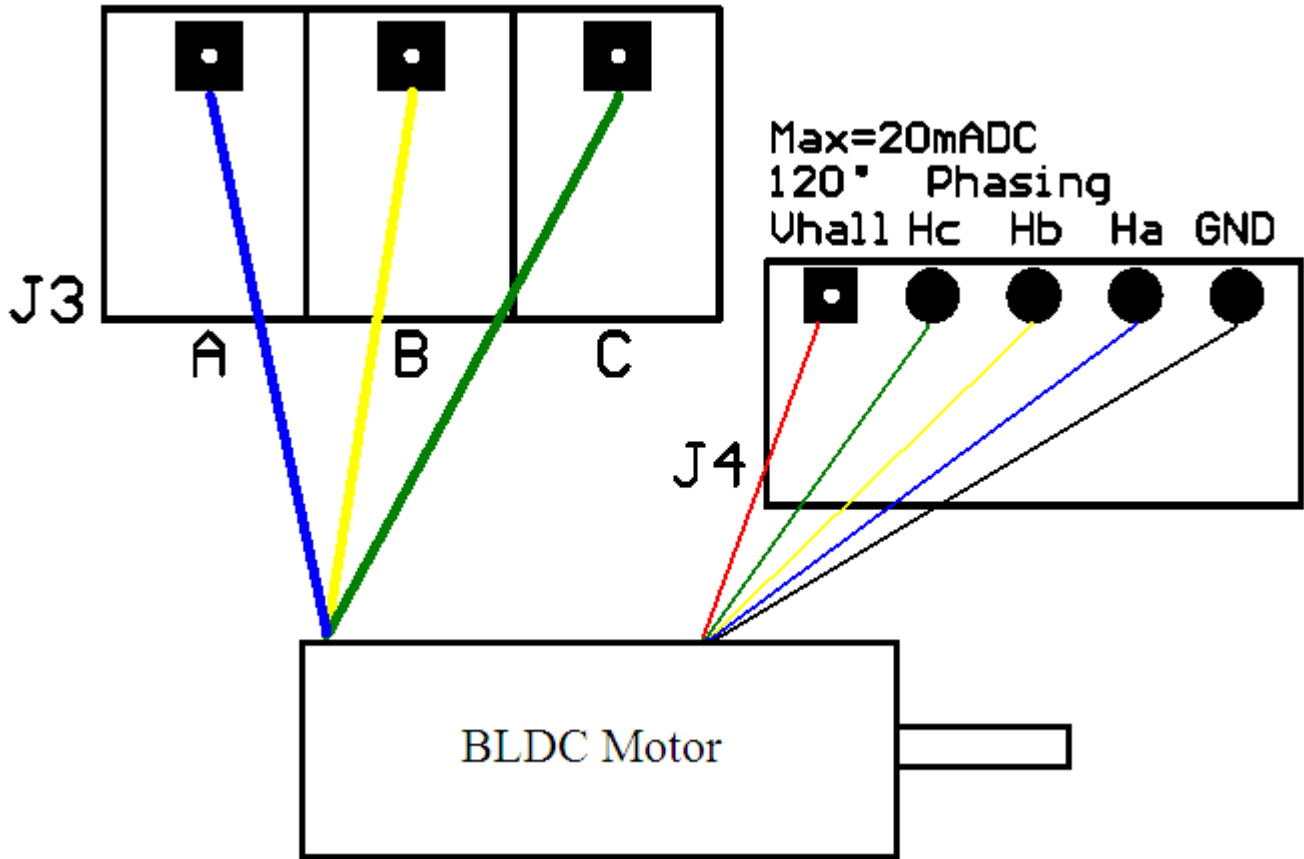 J3
A B C
Max=20mADC
120° Phasing
Vhall Hc Hb Ha GND
J4
BLDC Motor